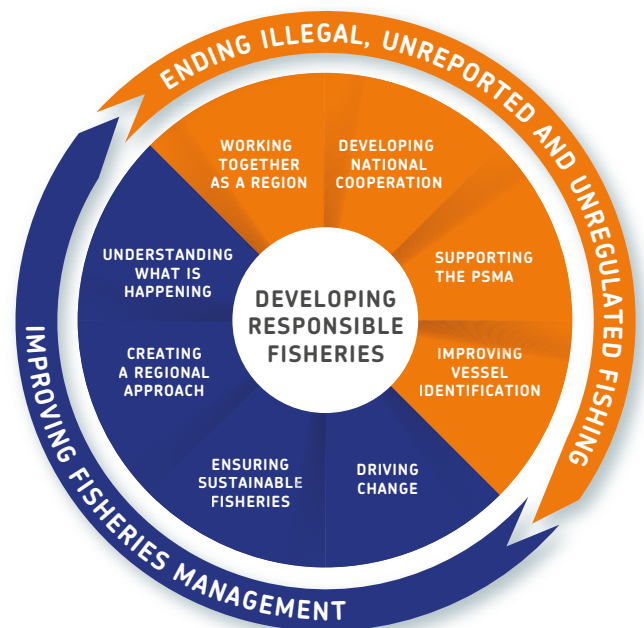 ENDING ILLEGAL, UNREPORTED AND UNREGULATED FISHING
WORKING
TOGETHER
AS A REGION
DEVELOPING
NATIONAL
COOPERATION
SUPPORTING
THE PSMA
IMPROVING
VESSEL
IDENTIFICATION
DRIVING
CHANGE
ENSURING
SUSTAINABLE
FISHERIES
CREATING
A REGIONAL
APPROACH
UNDERSTANDING
WHAT IS
HAPPENING
DEVELOPING
RESPONSIBLE
FISHERIES
IMPROVING FISHERIES MANAGEMENT